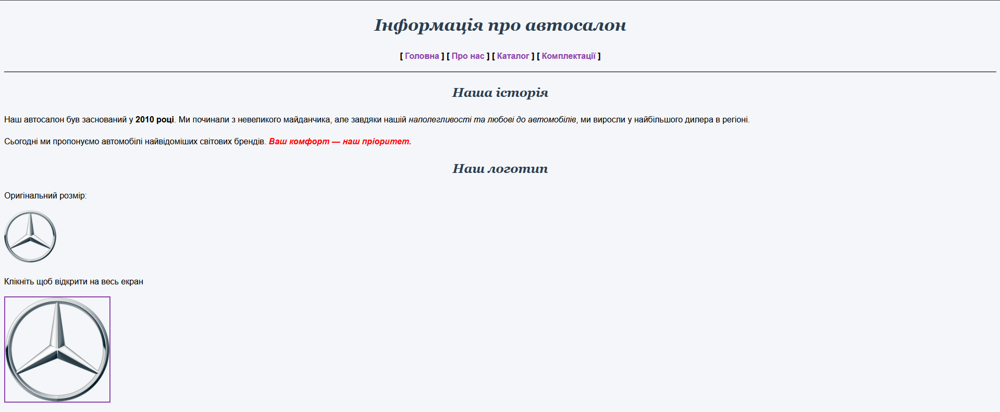 Інформація про автосалон
[ Головна ] [ Про нас ] [ Каталог ] [ Комплектації ]
Наша історія
Наш автосалон був заснований у 2010 році. Ми починали з невеликого майданчика, але завдяки нашій наполегливості та любові до автомобілів, ми виросли у найбільшого дилера в регіоні.
Сьогодні ми пропонуємо автомобілі найвідоміших світових брендів. Ваш комфорт — наш пріоритет.
Наш логотип
Оригінальний розмір:
Клікніть щоб відкрити на весь екран